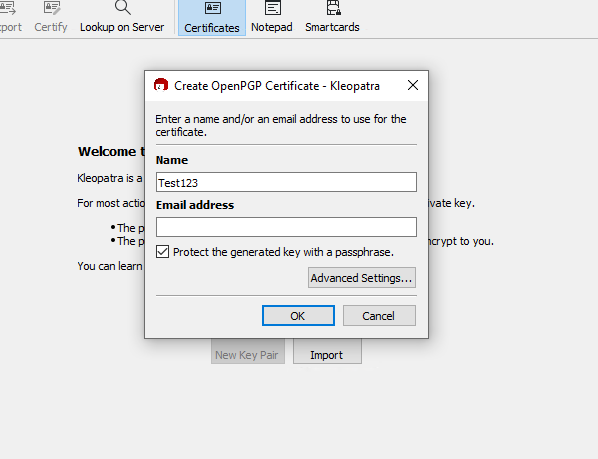 port Certify Lookup on Server Certificates Notepad Smartcards
Create OpenPGP Certificate - Kleopatra
Enter a name and/or an email address to use for the
certificate.
Welcome t
Name
Kleopatra is a
Test123
For most actio
ivate key.
Email address
• The p
• The p
ncrypt to you.
Protect the generated key with a passphrase.
You can learn
Advanced Settings...
OK Cancel
New Key Pair Import